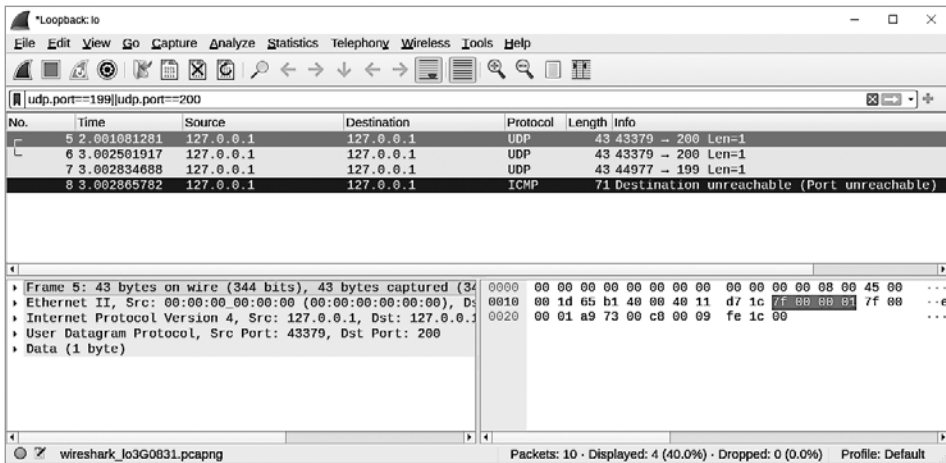 *Loopback: lo
File Edit View Go Capture Analyze Statistics Telephony Wireless Tools Help
udp.port==199||udp.port==200
No. Time Source Destination Protocol Length Info
5 2.001081281 127.0.0.1 127.0.0.1 UDP 43 43379 → 200 Len=1
6 3.002501917 127.0.0.1 127.0.0.1 UDP 43 43379 → 200 Len=1
7 3.002834688 127.0.0.1 127.0.0.1 UDP 43 44977 → 199 Len=1
8 3.002865782 127.0.0.1 127.0.0.1 ICMP 71 Destination unreachable (Port unreachable)
Frame 5: 43 bytes on wire (344 bits), 43 bytes captured (34
Ethernet II, Src: 00:00:00_00:00:00 (00:00:00:00:00:00), Ds
Internet Protocol Version 4, Src: 127.0.0.1, Dst: 127.0.0.1
User Datagram Protocol, Src Port: 43379, Dst Port: 200
Data (1 byte)
0000 00 00 00 00 00 00 00 00 00 00 00 00 08 00 45 00 ...
0010 00 1d 65 b1 40 00 40 11 d7 1c 7f 00 00 01 7f 00 ··e
0020 00 01 a9 73 00 c8 00 09 fe 1c 00 ...
wireshark_lo3G0831.pcapng
Packets: 10 · Displayed: 4 (40.0%) · Dropped: 0 (0.0%)
Profile: Default